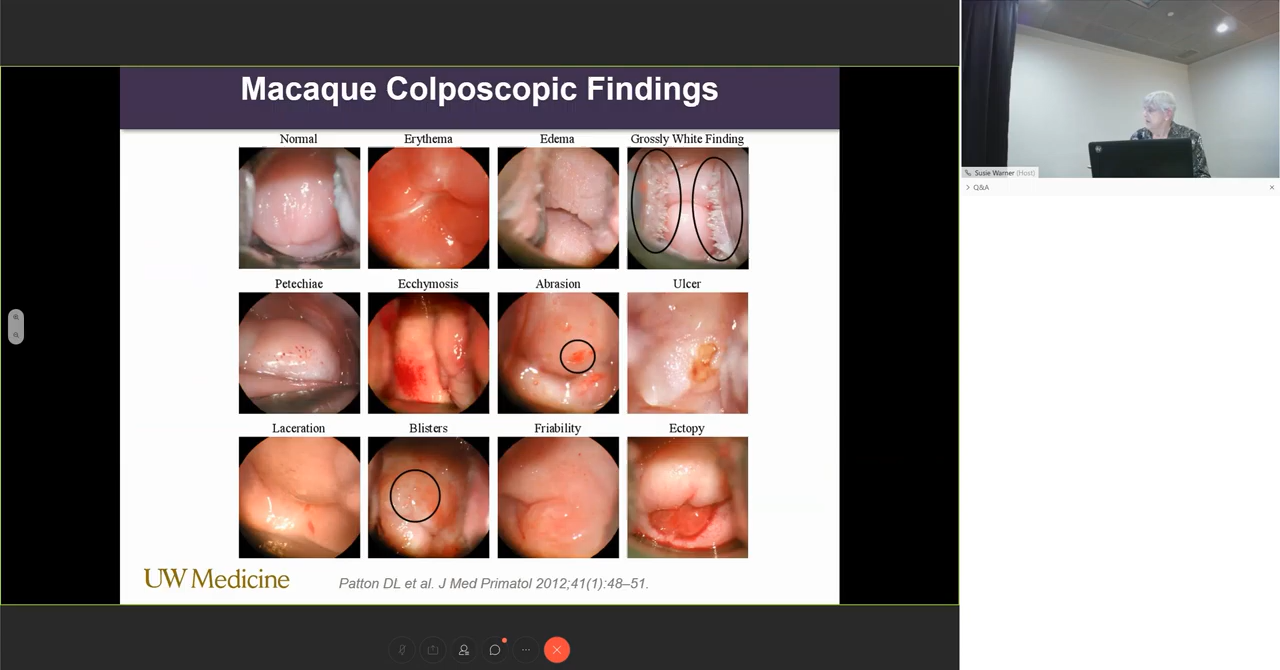 Macaque Colposcopic Findings
Normal Erythema Edema Grossly White Finding
Petechiae Ecchymosis Abrasion Ulcer
Laceration Blisters Friability Ectopy
UW Medicine
Patton DL et al. J Med Primatol 2012;41(1):48–51.
Susie Warner (Host)
Q&A